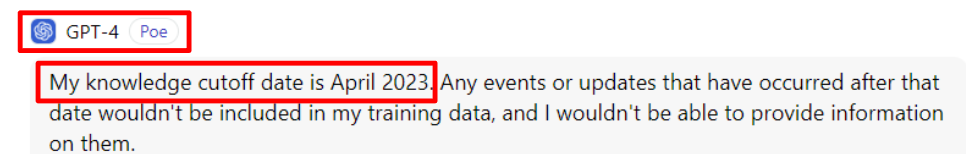 GPT-4 Poe
My knowledge cutoff date is April 2023. Any events or updates that have occurred after that
date wouldn't be included in my training data, and I wouldn't be able to provide information
on them.